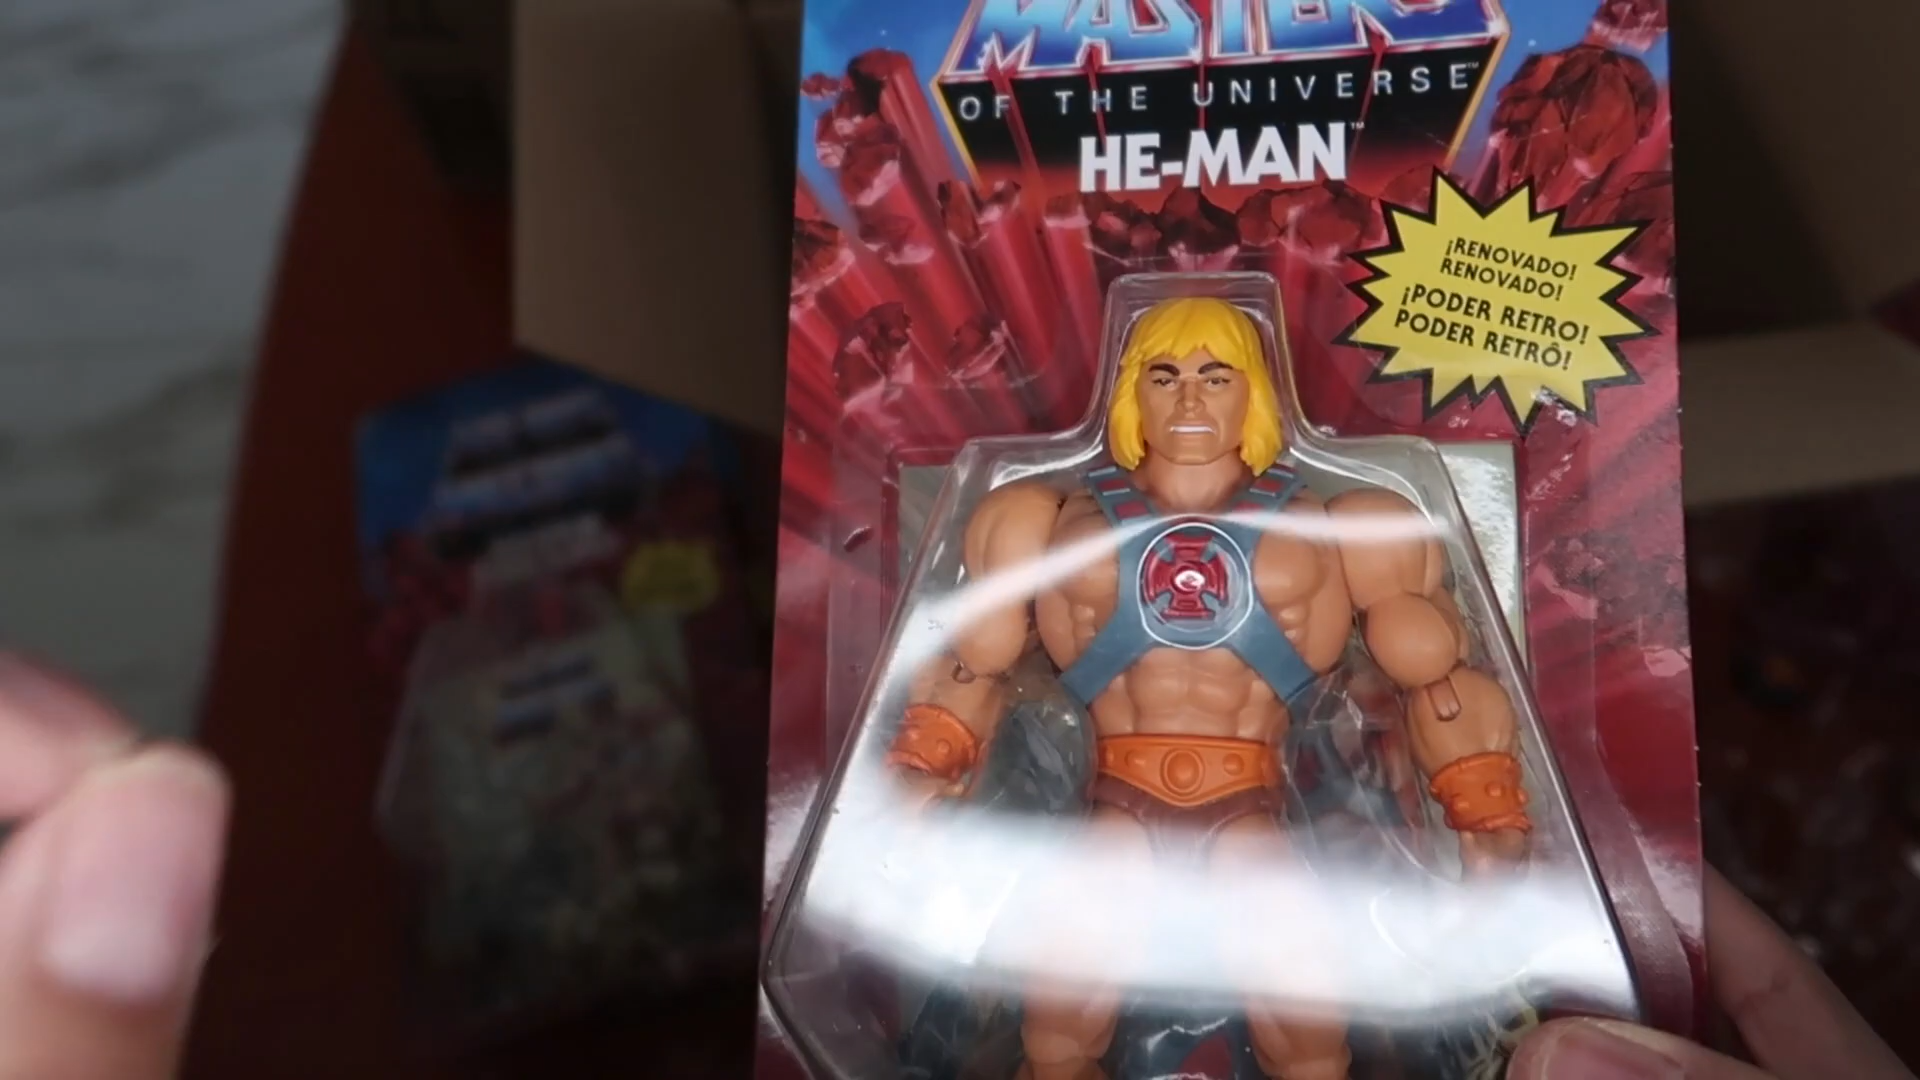 MASTERS
OF THE UNIVERSE™
HE-MAN™
¡RENOVADO!
RENOVADO!
¡PODER RETRO!
PODER RETRÔ!